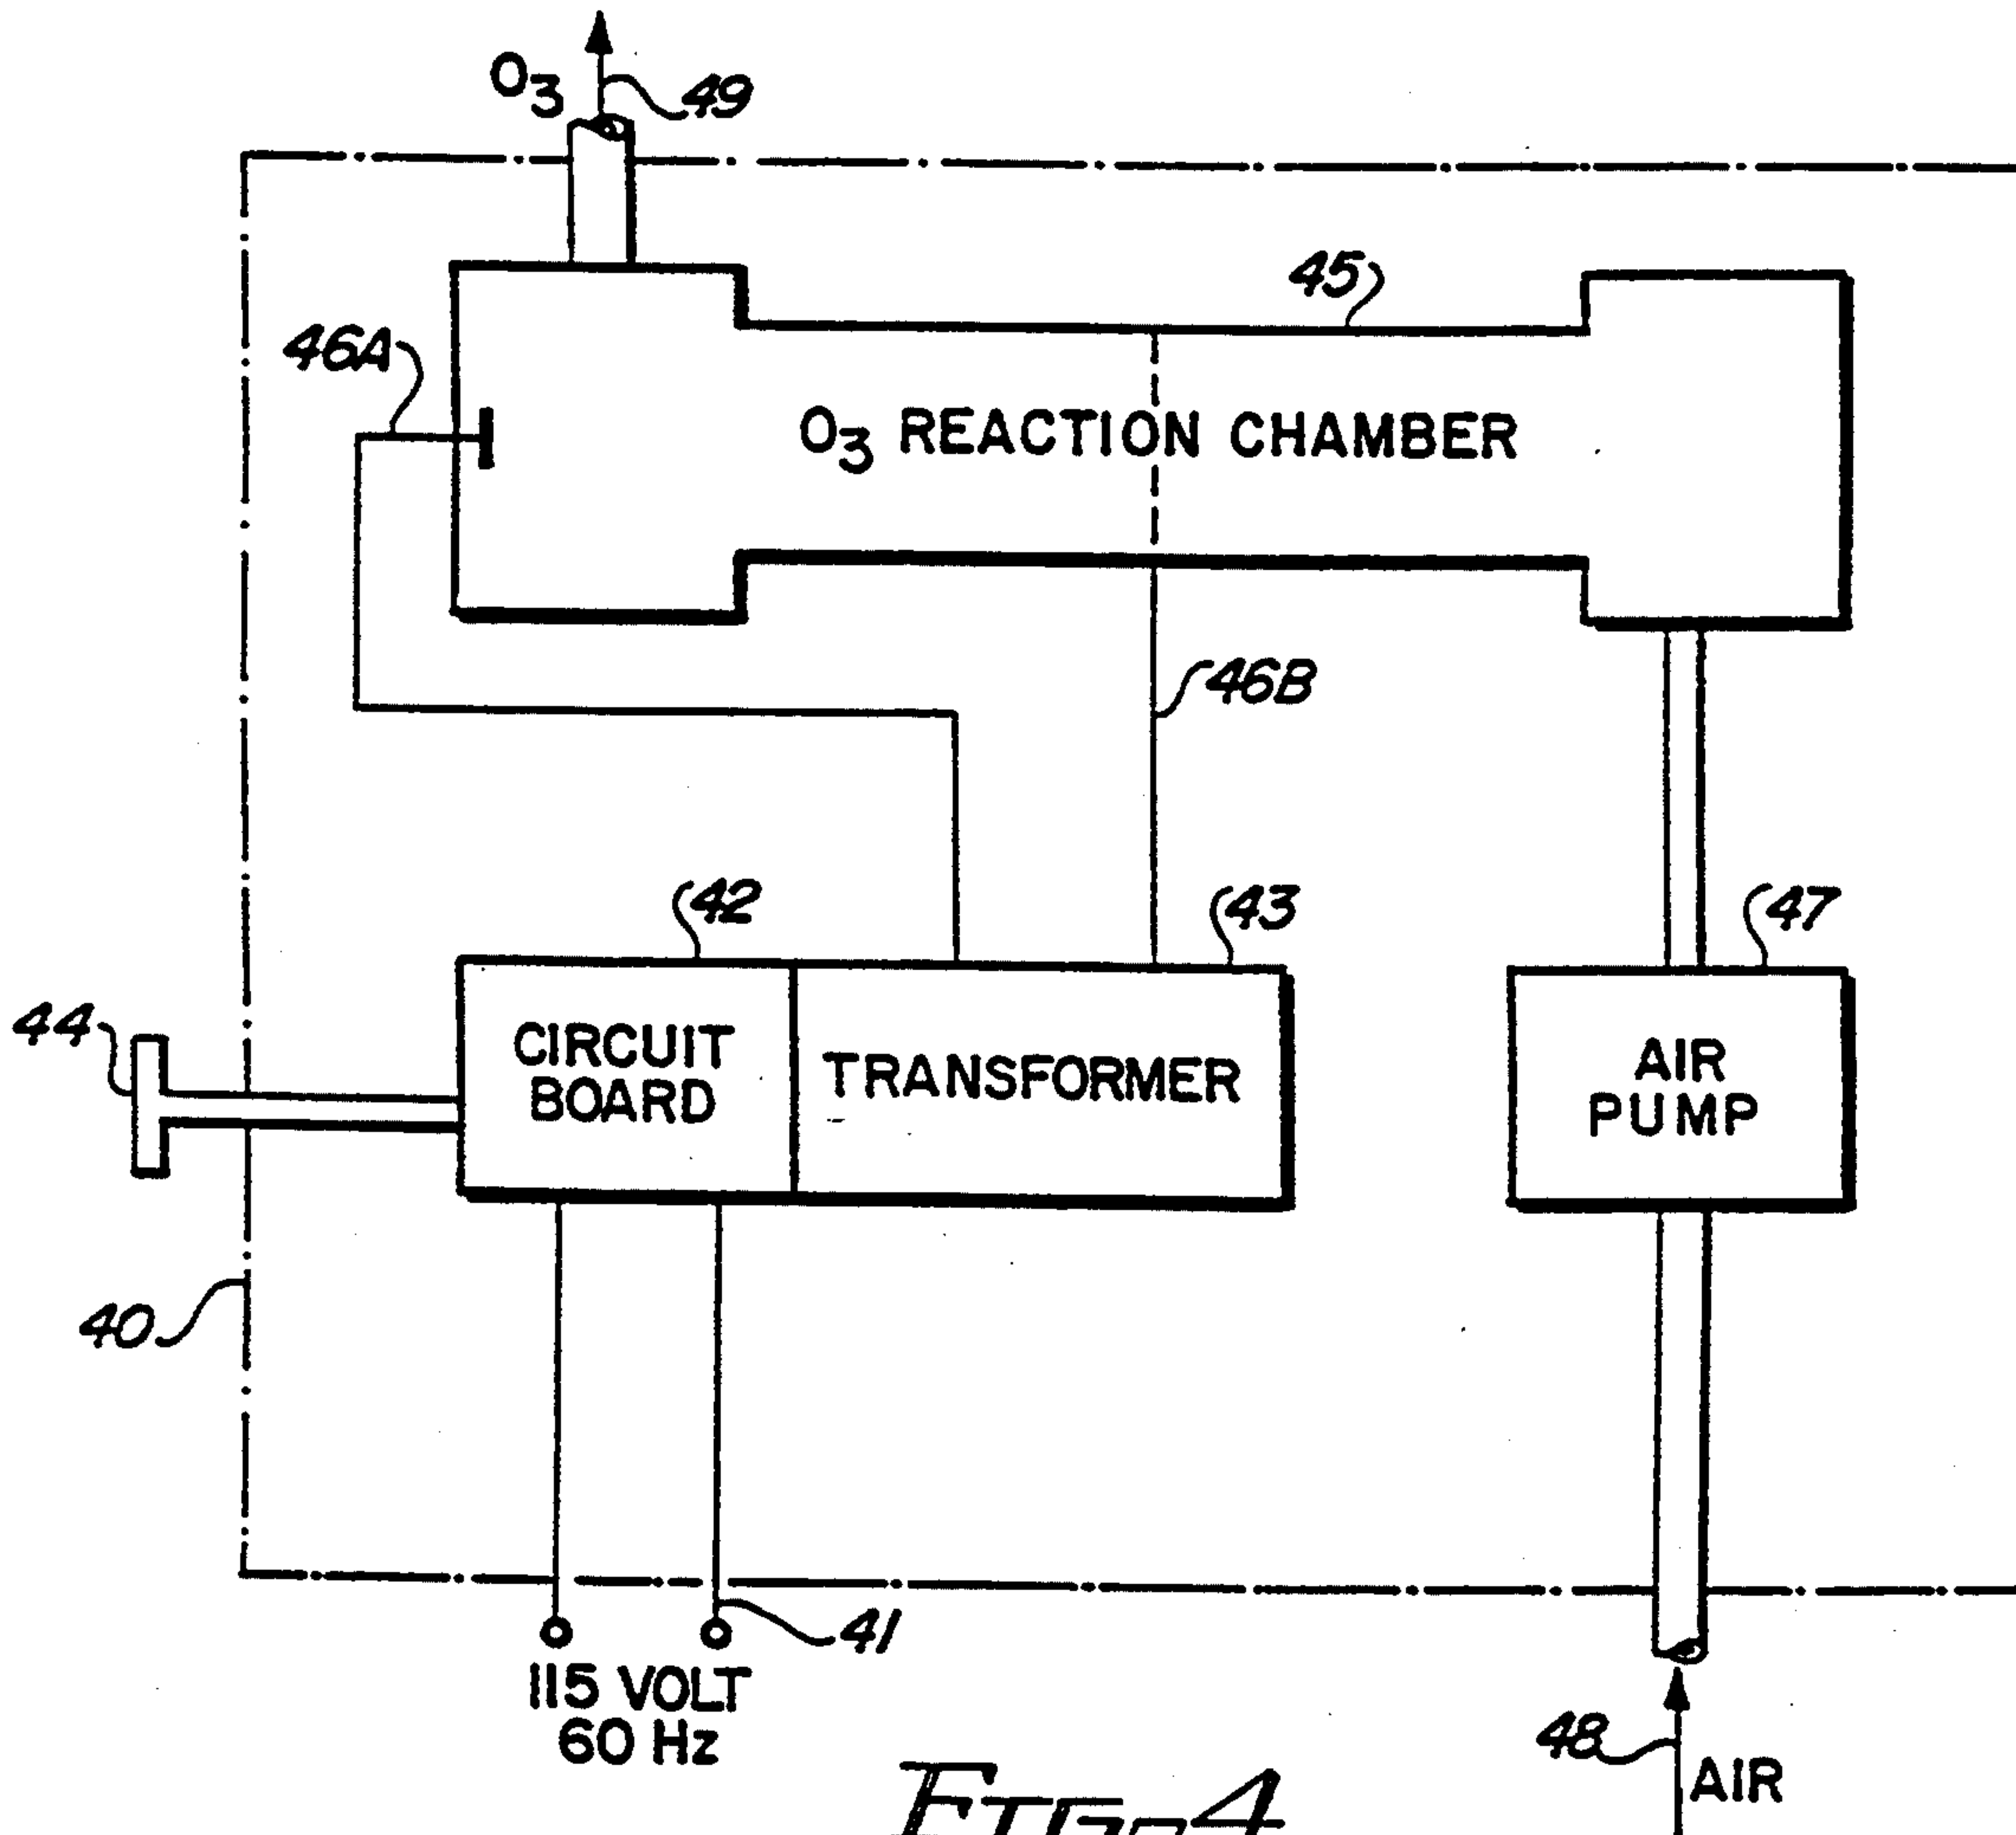 O3
49
45
46A
O3 REACTION CHAMBER
46B
42
43
47
44
CIRCUIT
BOARD
TRANSFORMER
AIR
PUMP
40
41
115 VOLT
60 Hz
48
AIR
FIG-4